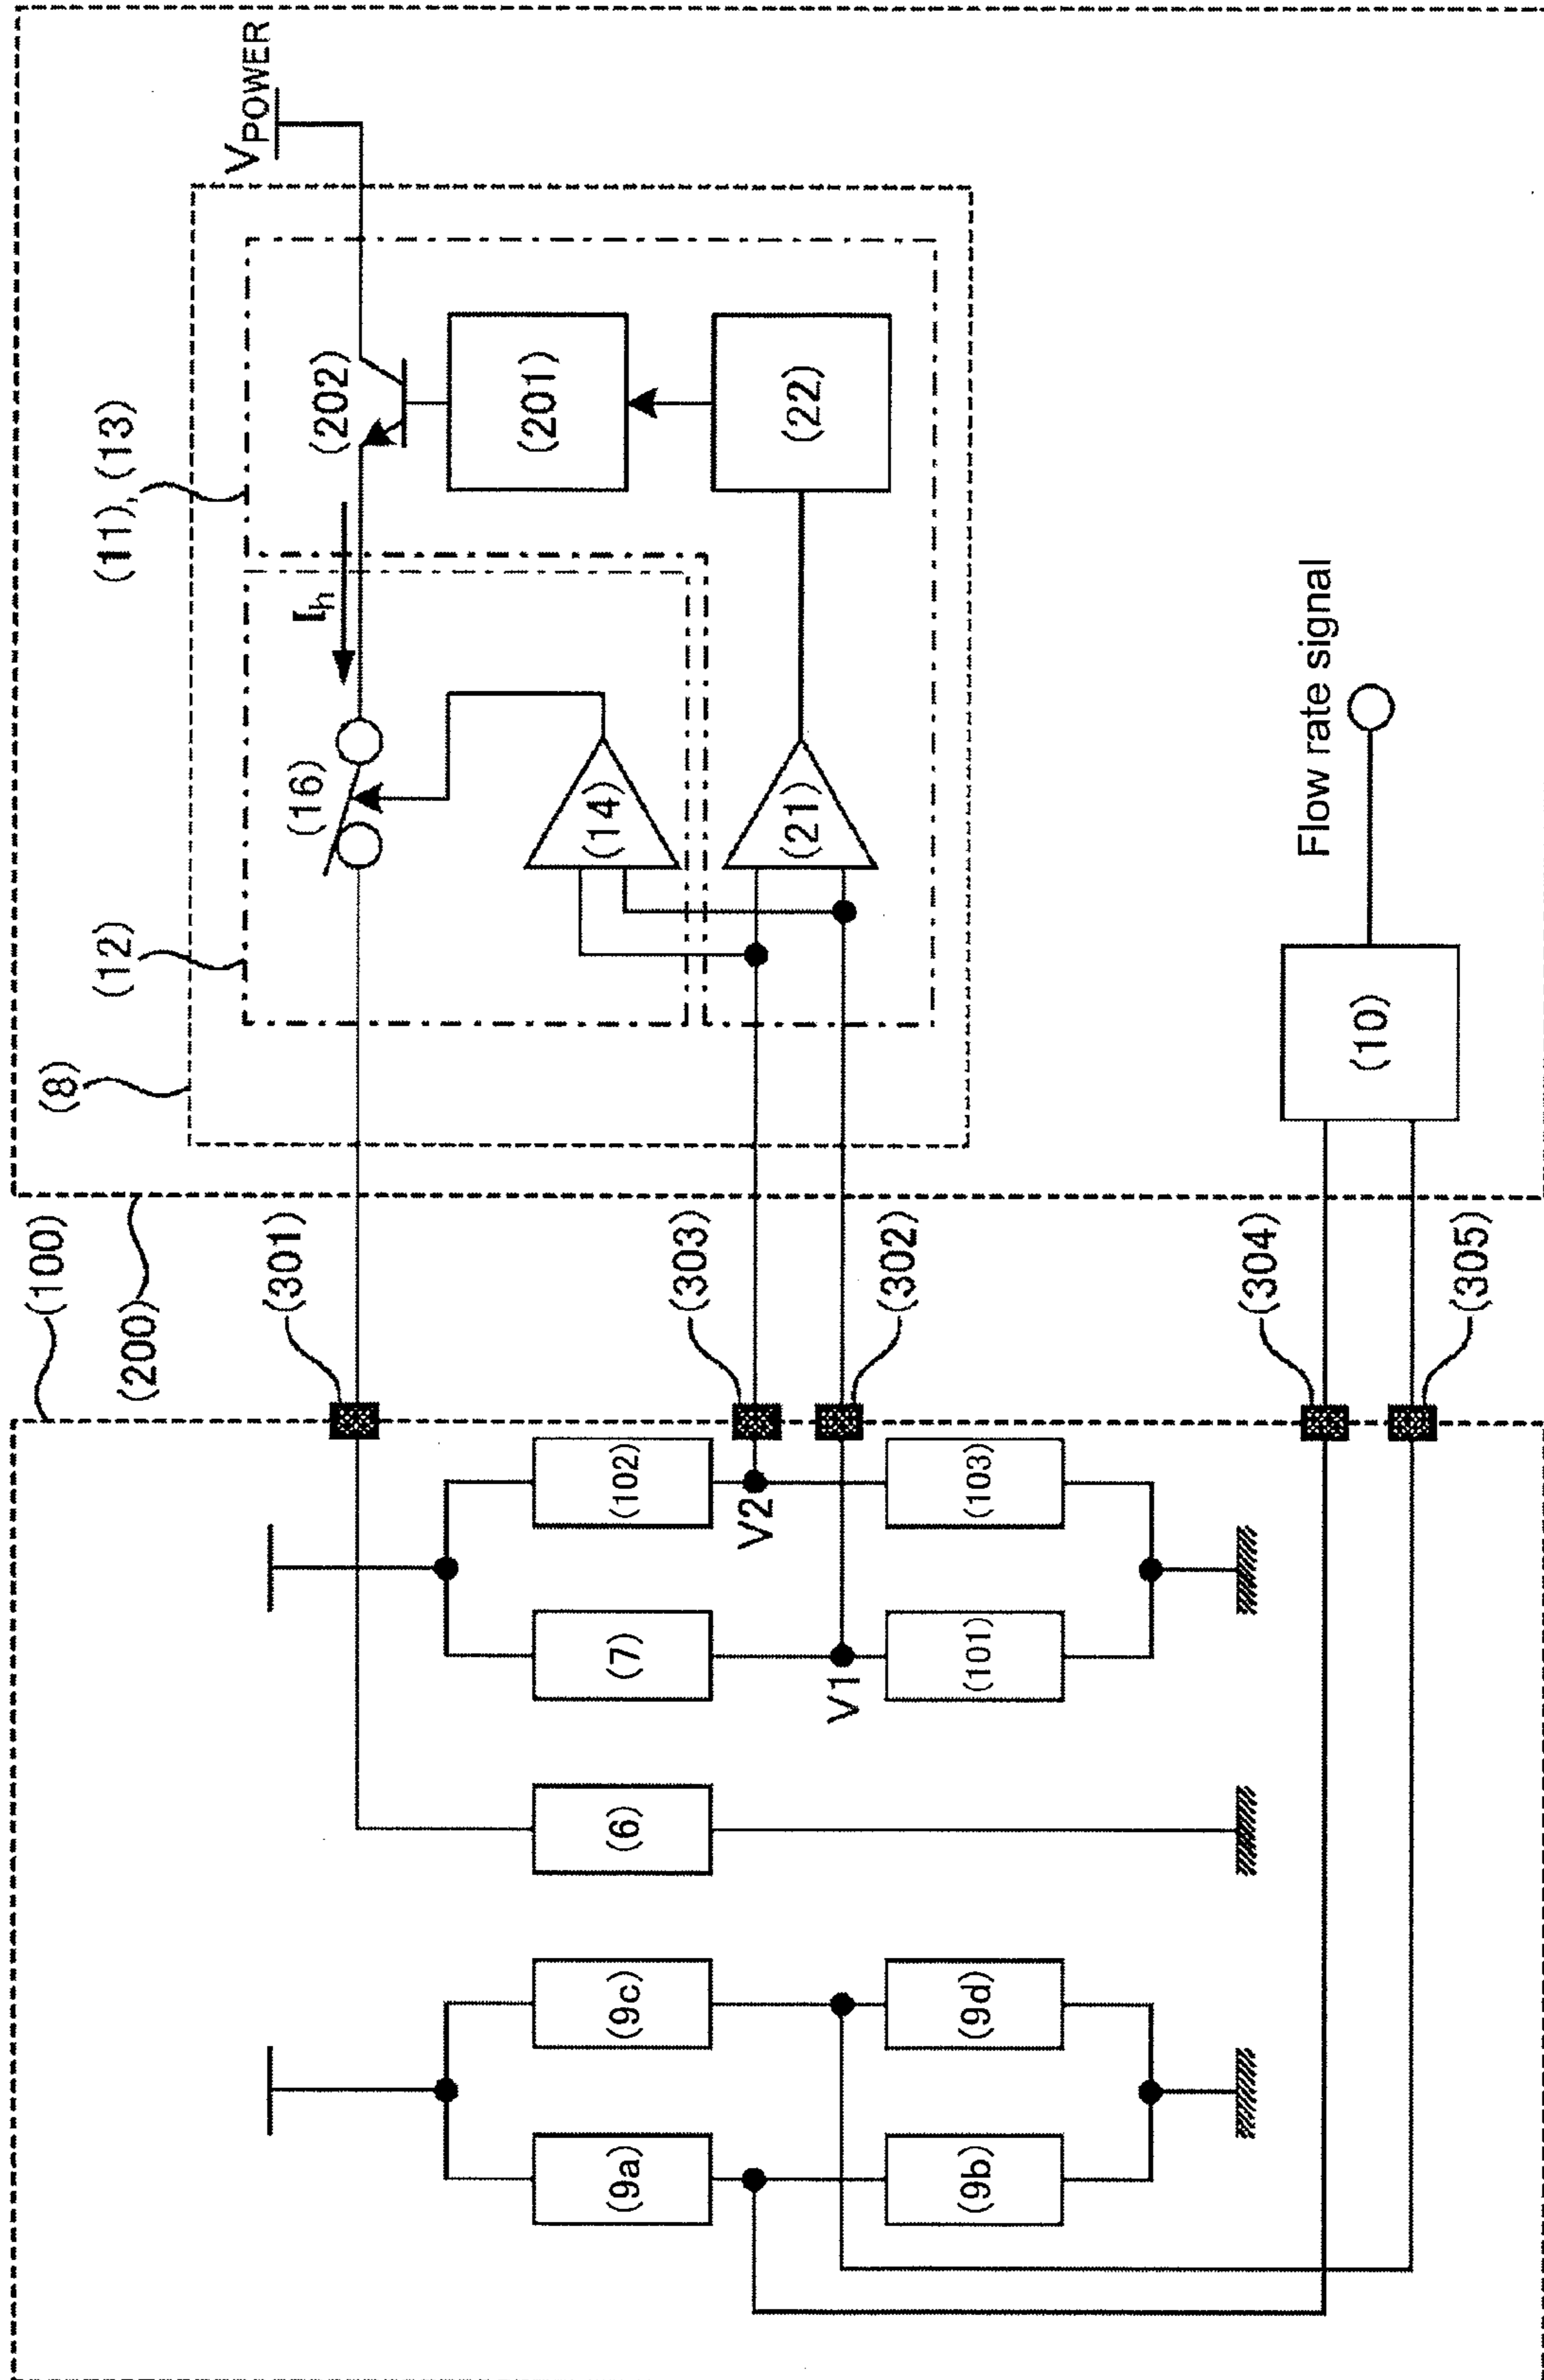 (100)
(200)
(8)
(12)
(11), (13)
VPOWER
(301)
(16)
Ih
(202)
(14)
(201)
(303)
(21)
(22)
(302)
(9a)
(9c)
(6)
(7)
(102)
V2
V1
(9b)
(9d)
(101)
(103)
(304)
(10)
Flow rate signal
(305)